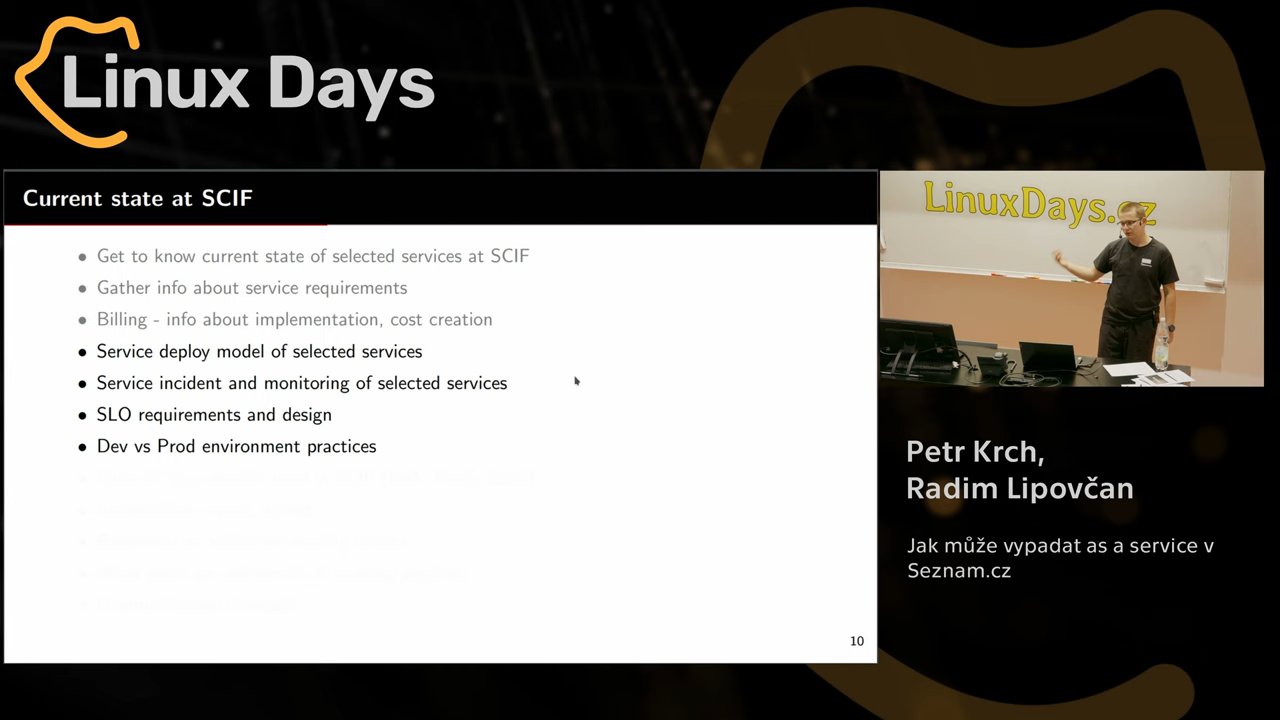 Linux Days
Current state at SCIF
LinuxDays.cz
• Get to know current state of selected services at SCIF
• Gather info about service requirements
• Billing - info about implementation, cost creation
• Service deploy model of selected services
• Service incident and monitoring of selected services
• SLO requirements and design
• Dev vs Prod environment practices
10
Petr Krch,
Radim Lipovčan
Jak může vypadat as a service v
Seznam.cz